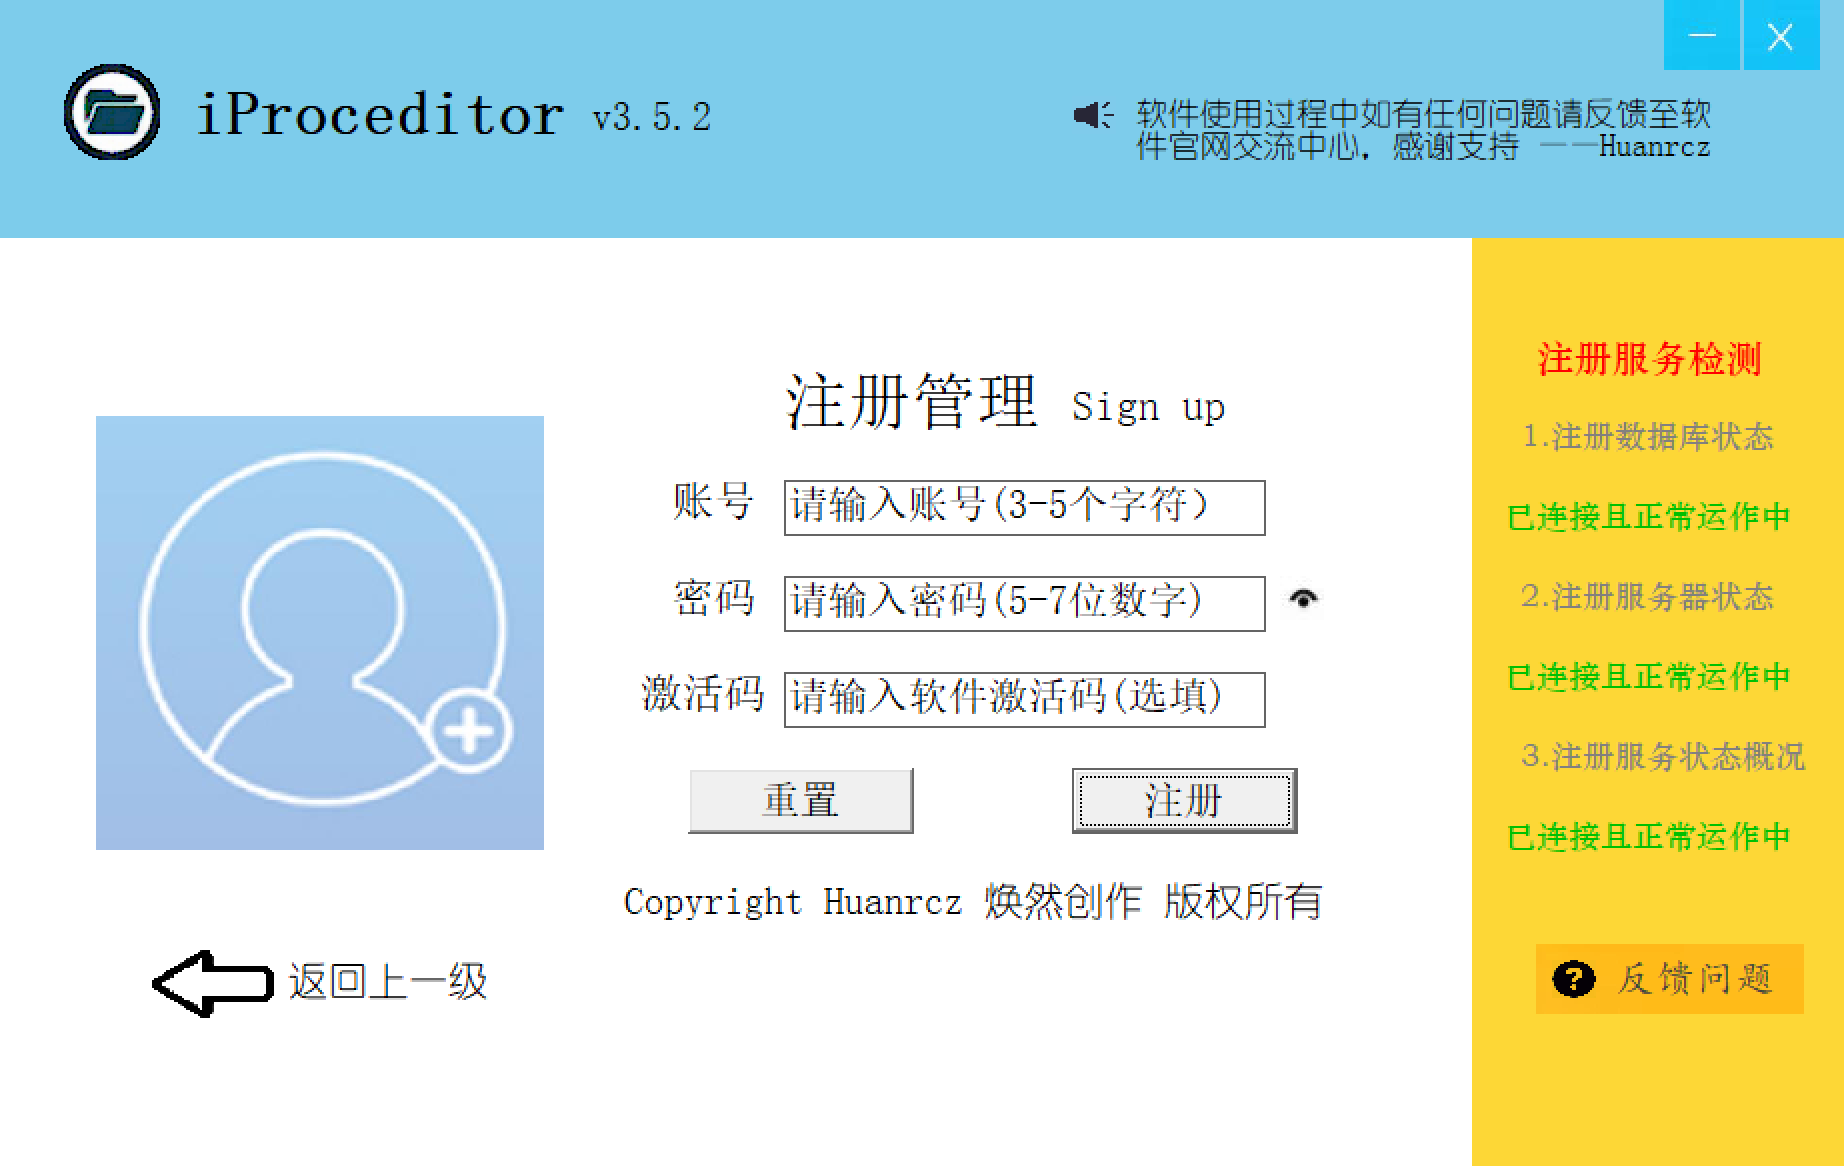 iProceditor v3.5.2
软件使用过程中如有任何问题请反馈至软
件官网交流中心，感谢支持 ——Huanrcz
注册管理 Sign up
账号 请输入账号(3-5个字符）
密码 请输入密码(5-7位数字)
激活码 请输入软件激活码(选填)
重置 注册
Copyright Huanrcz 焕然创作 版权所有
返回上一级
注册服务检测
1.注册数据库状态
已连接且正常运作中
2.注册服务器状态
已连接且正常运作中
3.注册服务状态概况
已连接且正常运作中
反馈问题